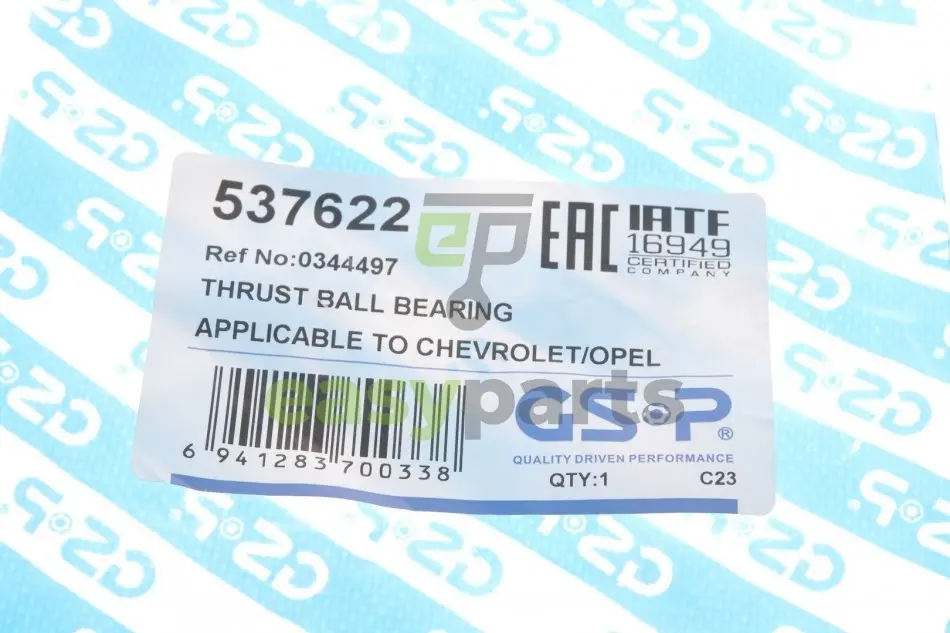 537622
EAC
IATF
16949
CERTIFIED
COMPANY
Ref No:0344497
THRUST BALL BEARING
APPLICABLE TO CHEVROLET/OPEL
ep
easyparts
GSP®
QUALITY DRIVEN PERFORMANCE
6 941283 700338
QTY:1
C23